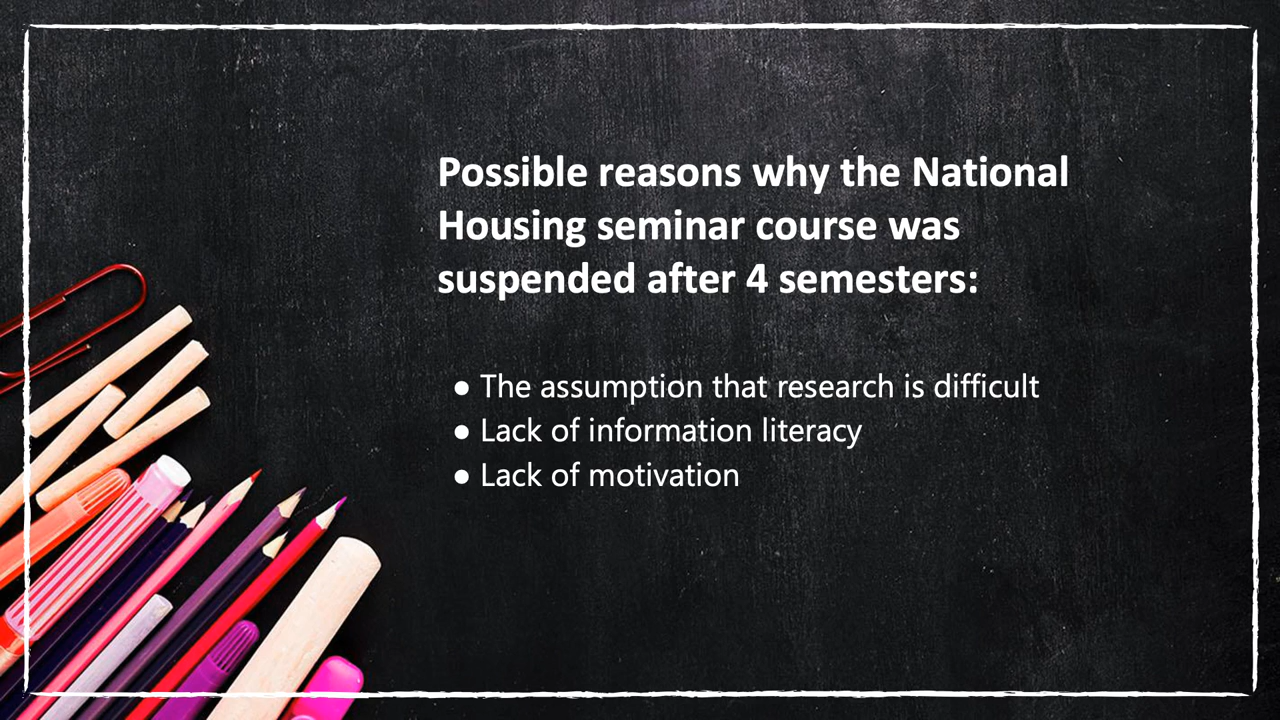 Possible reasons why the National
Housing seminar course was
suspended after 4 semesters:
● The assumption that research is difficult
● Lack of information literacy
● Lack of motivation